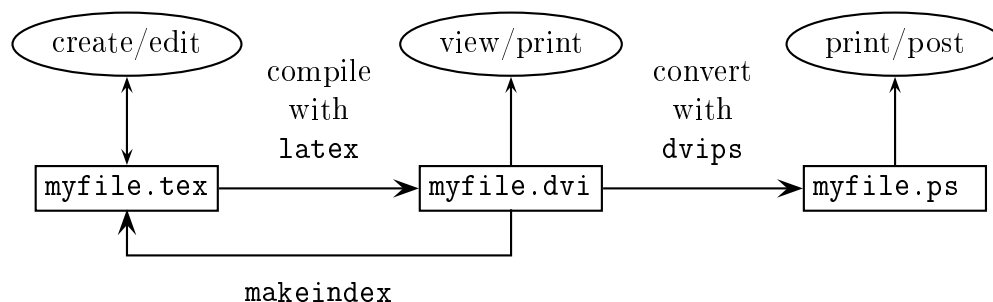 create/edit
view/print
print/post
compile
with
latex
convert
with
dvips
myfile.tex
myfile.dvi
myfile.ps
makeindex